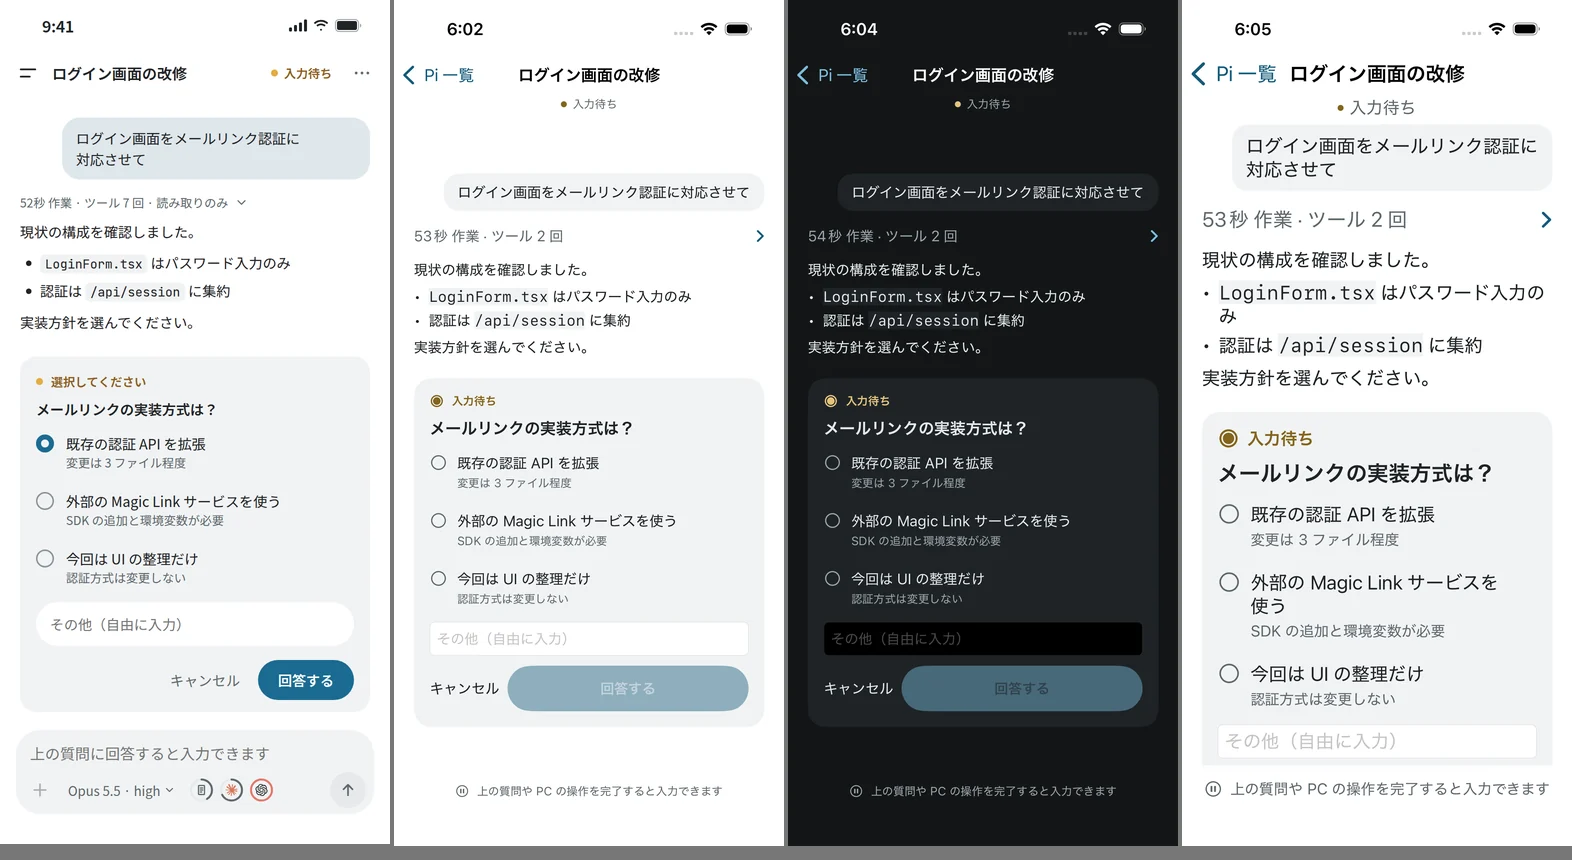 9:41
ログイン画面の改修
入力待ち
ログイン画面をメールリンク認証に
対応させて
52秒 作業 · ツール 7 回 · 読み取りのみ
現状の構成を確認しました。
• LoginForm.tsx はパスワード入力のみ
• 認証は /api/session に集約
実装方針を選んでください。
選択してください
メールリンクの実装方式は？
既存の認証 API を拡張
変更は 3 ファイル程度
外部の Magic Link サービスを使う
SDK の追加と環境変数が必要
今回は UI の整理だけ
認証方式は変更しない
その他（自由に入力）
キャンセル
回答する
上の質問に回答すると入力できます
Opus 5.5 · high
6:02
Pi 一覧
ログイン画面の改修
入力待ち
ログイン画面をメールリンク認証に対応させて
53秒 作業 · ツール 2 回
現状の構成を確認しました。
• LoginForm.tsx はパスワード入力のみ
• 認証は /api/session に集約
実装方針を選んでください。
入力待ち
メールリンクの実装方式は？
既存の認証 API を拡張
変更は 3 ファイル程度
外部の Magic Link サービスを使う
SDK の追加と環境変数が必要
今回は UI の整理だけ
認証方式は変更しない
その他（自由に入力）
キャンセル
回答する
上の質問や PC の操作を完了すると入力できます
6:04
Pi 一覧
ログイン画面の改修
入力待ち
ログイン画面をメールリンク認証に対応させて
54秒 作業 · ツール 2 回
現状の構成を確認しました。
• LoginForm.tsx はパスワード入力のみ
• 認証は /api/session に集約
実装方針を選んでください。
入力待ち
メールリンクの実装方式は？
既存の認証 API を拡張
変更は 3 ファイル程度
外部の Magic Link サービスを使う
SDK の追加と環境変数が必要
今回は UI の整理だけ
認証方式は変更しない
その他（自由に入力）
キャンセル
回答する
上の質問や PC の操作を完了すると入力できます
6:05
Pi 一覧
ログイン画面の改修
入力待ち
ログイン画面をメールリンク認証に
対応させて
53秒 作業 · ツール 2 回
現状の構成を確認しました。
• LoginForm.tsx はパスワード入力の
み
• 認証は /api/session に集約
実装方針を選んでください。
入力待ち
メールリンクの実装方式は？
既存の認証 API を拡張
変更は 3 ファイル程度
外部の Magic Link サービスを
使う
SDK の追加と環境変数が必要
今回は UI の整理だけ
認証方式は変更しない
その他（自由に入力）
上の質問や PC の操作を完了すると入力できます